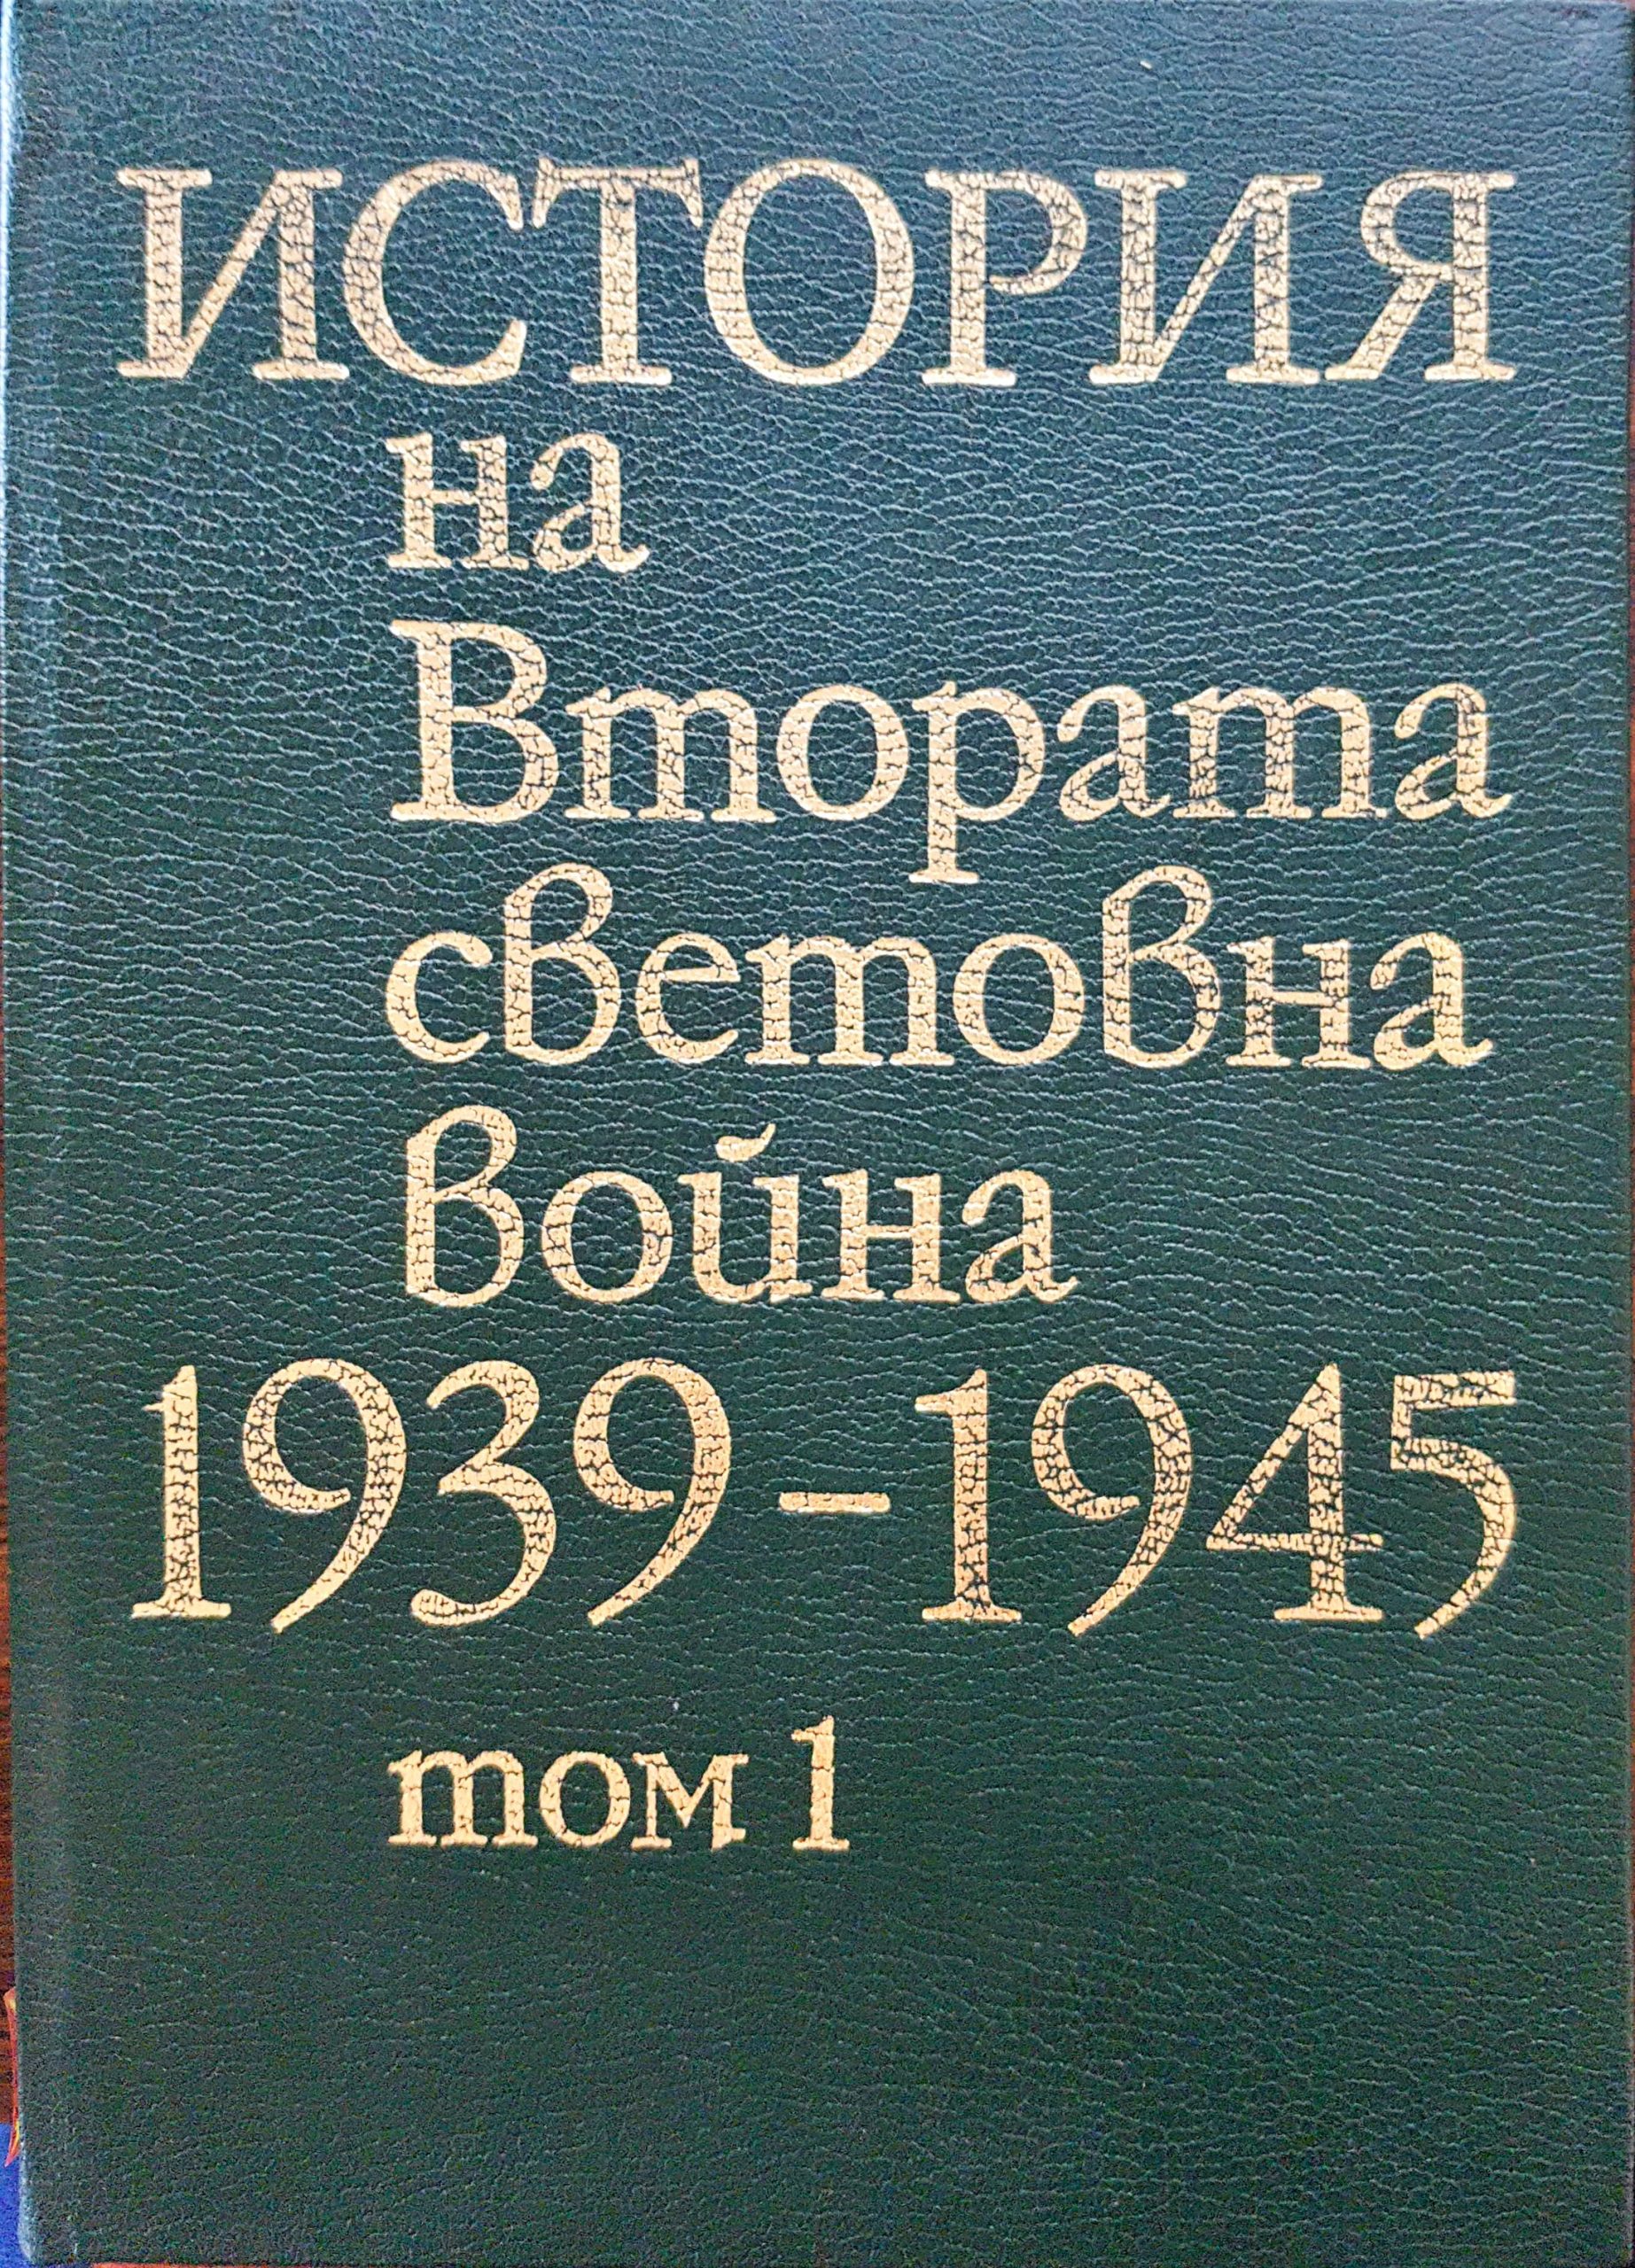 ИСТОРИЯ
на
Втората
световна
война
1939–1945
том 1